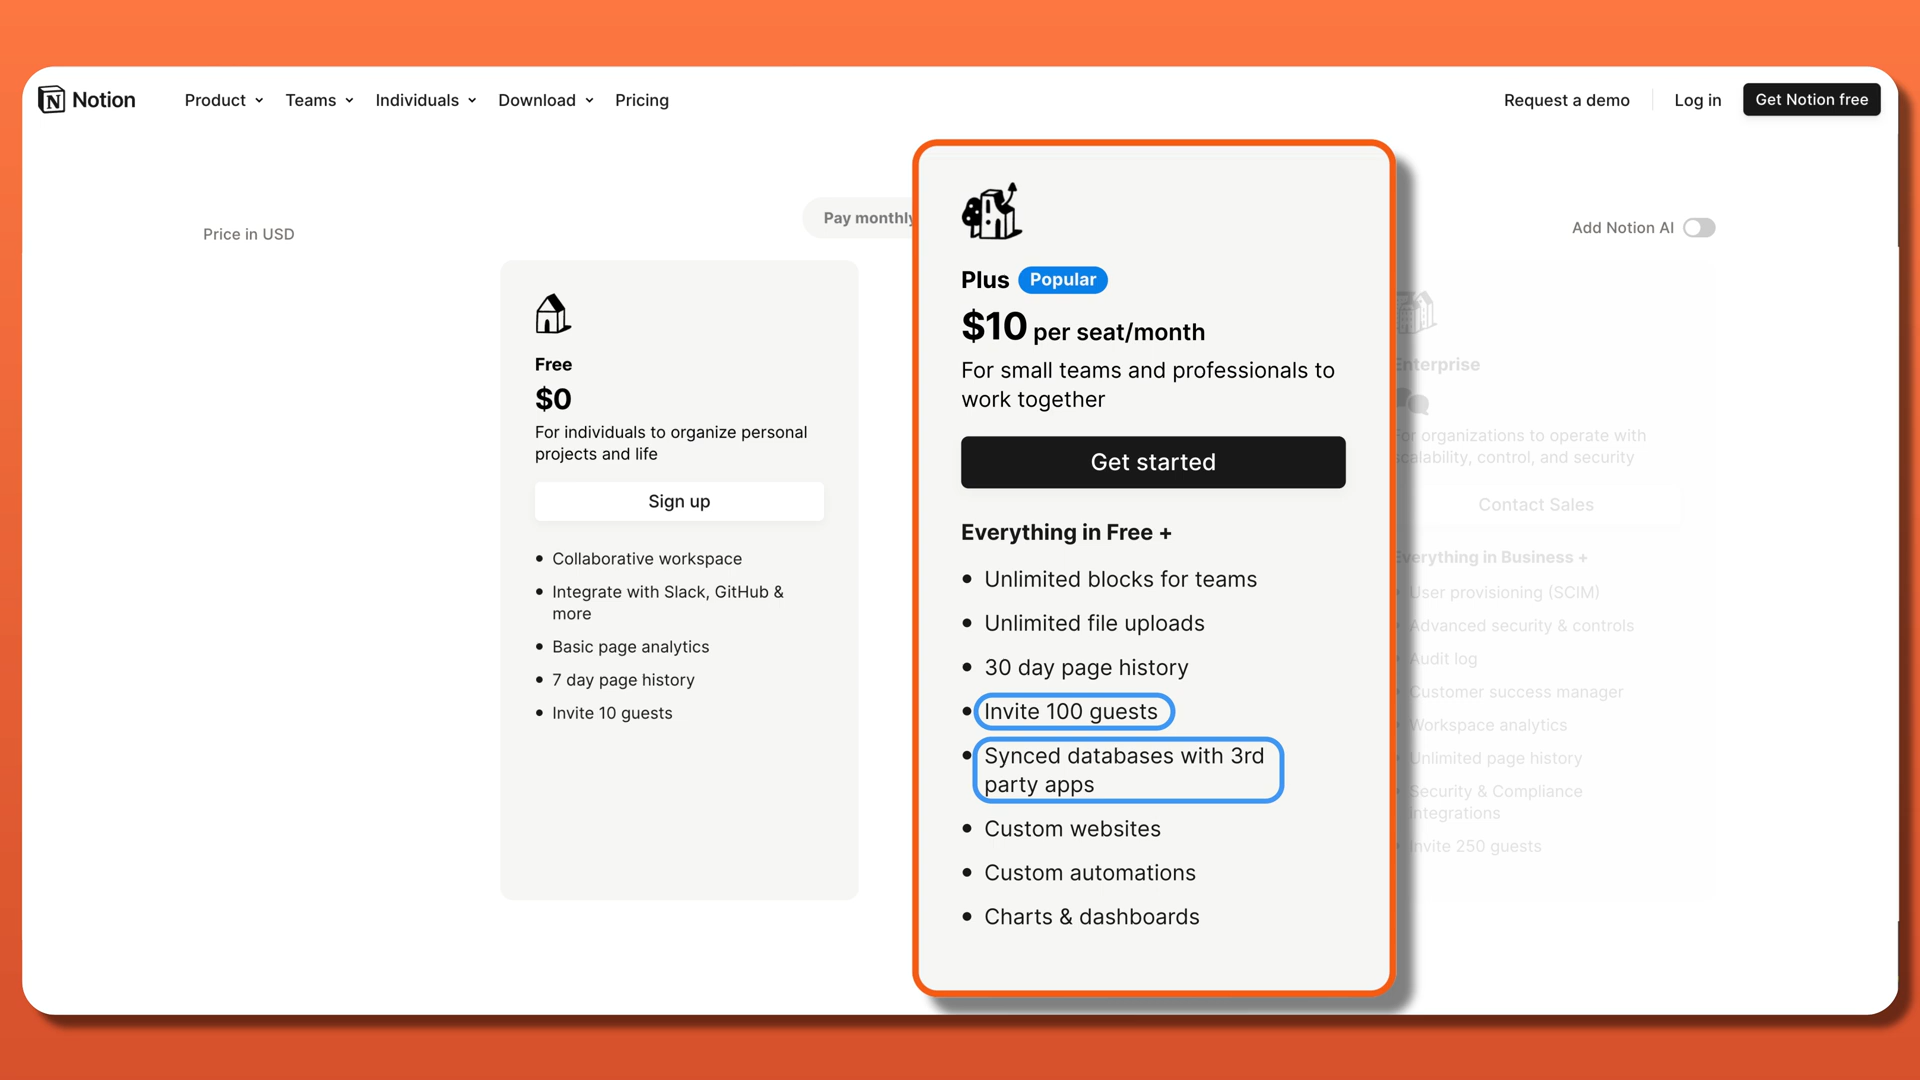 Notion
Product
Teams
Individuals
Download
Pricing
Request a demo
Log in
Get Notion free
Price in USD
Pay monthly
Add Notion AI
Free
$0
For individuals to organize personal
projects and life
Sign up
Collaborative workspace
Integrate with Slack, GitHub &
more
Basic page analytics
7 day page history
Invite 10 guests
Plus Popular
$10 per seat/month
For small teams and professionals to
work together
Get started
Everything in Free +
Unlimited blocks for teams
Unlimited file uploads
30 day page history
Invite 100 guests
Synced databases with 3rd
party apps
Custom websites
Custom automations
Charts & dashboards
Enterprise
For organizations to operate with
scalability, control, and security
Contact Sales
Everything in Business +
User provisioning (SCIM)
Advanced security & controls
Audit log
Customer success manager
Workspace analytics
Unlimited page history
Security & Compliance
integrations
Invite 250 guests